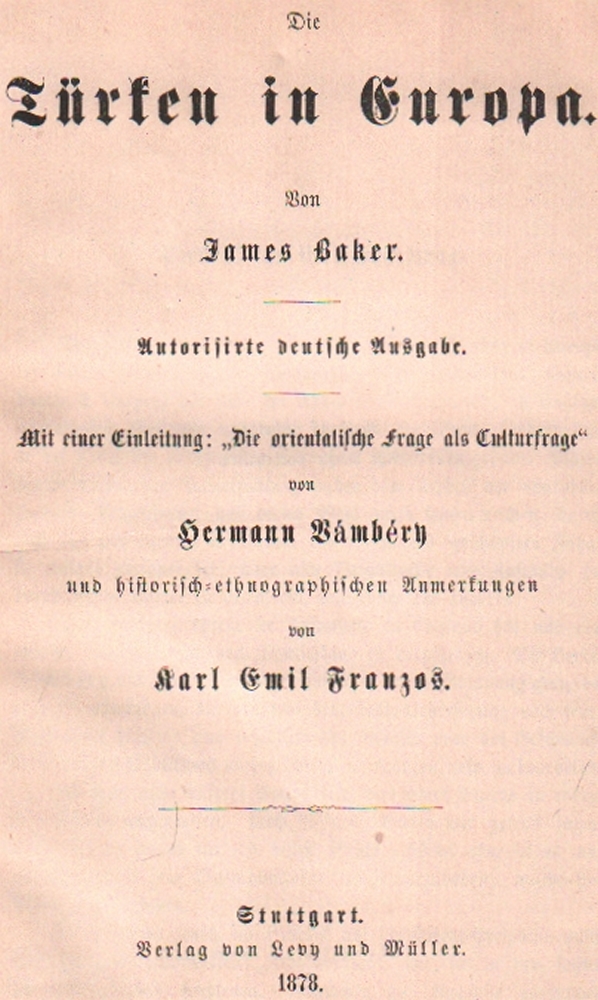 Die
Türken in Europa.
Von
James Baker.
Autorisirte deutsche Ausgabe.
Mit einer Einleitung: „Die orientalische Frage als Culturfrage“
von
Hermann Vámbéry
und historisch-ethnographischen Anmerkungen
von
Karl Emil Franzos.
Stuttgart.
Verlag von Levy und Müller.
1878.